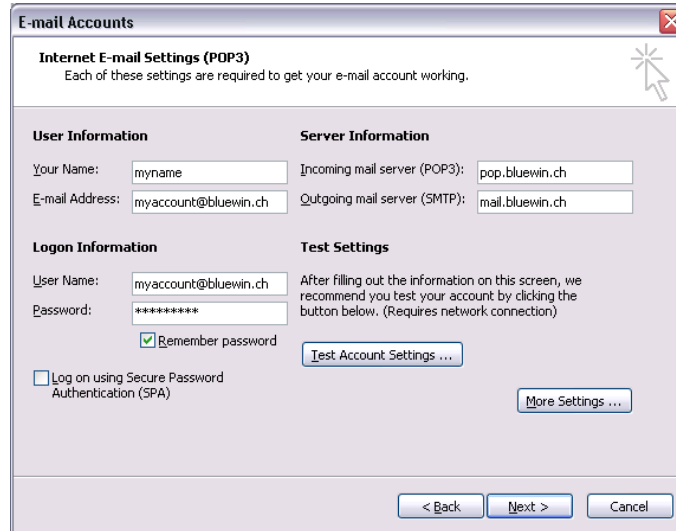 E-mail Accounts
Internet E-mail Settings (POP3)
Each of these settings are required to get your e-mail account working.
User Information
Your Name: myname
E-mail Address: myaccount@bluewin.ch
Server Information
Incoming mail server (POP3): pop.bluewin.ch
Outgoing mail server (SMTP): mail.bluewin.ch
Logon Information
User Name: myaccount@bluewin.ch
Password: *********
Remember password
Log on using Secure Password
Authentication (SPA)
Test Settings
After filling out the information on this screen, we
recommend you test your account by clicking the
button below. (Requires network connection)
Test Account Settings ...
More Settings ...
< Back
Next >
Cancel